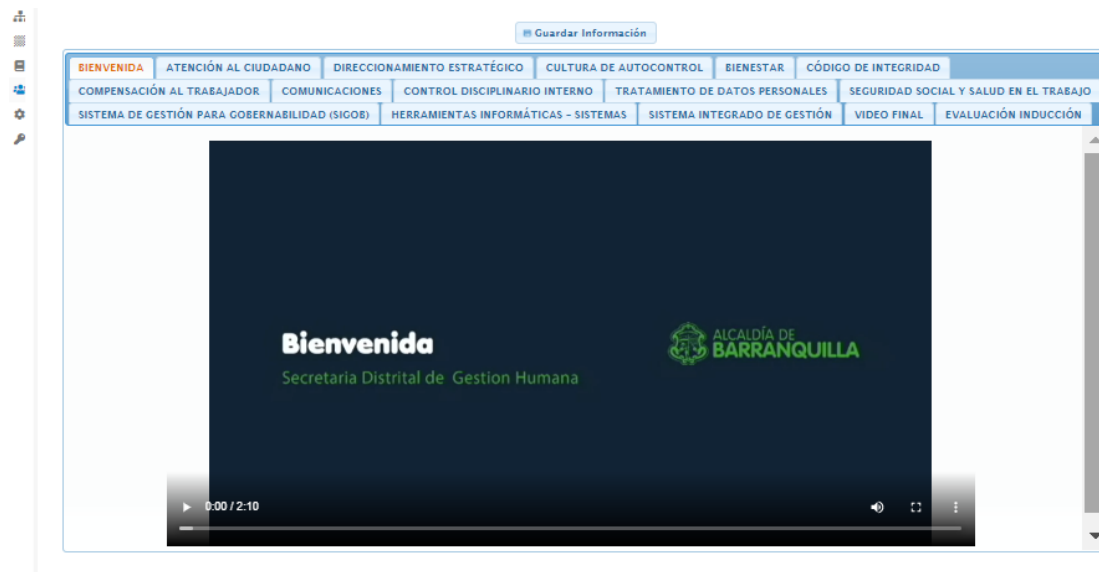 Guardar Información
BIENVENIDA ATENCIÓN AL CIUDADANO DIRECCIONAMIENTO ESTRATÉGICO CULTURA DE AUTOCONTROL BIENESTAR CÓDIGO DE INTEGRIDAD
COMPENSACIÓN AL TRABAJADOR COMUNICACIONES CONTROL DISCIPLINARIO INTERNO TRATAMIENTO DE DATOS PERSONALES SEGURIDAD SOCIAL Y SALUD EN EL TRABAJO
SISTEMA DE GESTIÓN PARA GOBERNABILIDAD (SIGOB) HERRAMIENTAS INFORMÁTICAS - SISTEMAS SISTEMA INTEGRADO DE GESTIÓN VIDEO FINAL EVALUACIÓN INDUCCIÓN
Bienvenida
Secretaria Distrital de Gestion Humana
ALCALDÍA DE
BARRANQUILLA
0:00 / 2:10